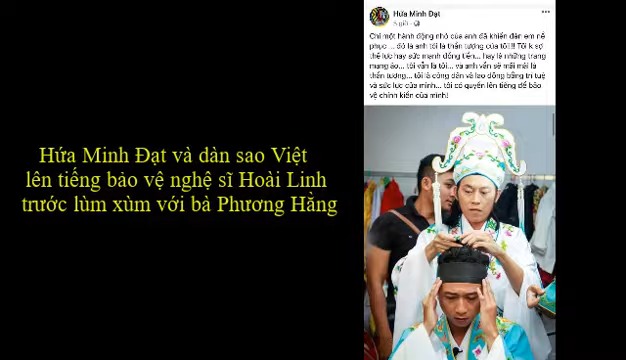 Hứa Minh Đạt và dàn sao Việt
lên tiếng bảo vệ nghệ sĩ Hoài Linh
trước lùm xùm với bà Phương Hằng
Hứa Minh Đạt
5 giờ
Chỉ một hành động nhỏ của anh đã khiến đàn em nể
phục ... đó là anh tôi là thần tượng của tôi!!! Tôi k sợ
thế lực hay sức mạnh đồng tiền... hay là những trang
mạng ảo... tôi vẫn là tôi... và anh vẫn sẽ mãi mãi là
thần tượng... tôi là công dân và lao động bằng trí tuệ
và sức lực của mình... tôi có quyền lên tiếng để bảo
vệ chính kiến của mình!